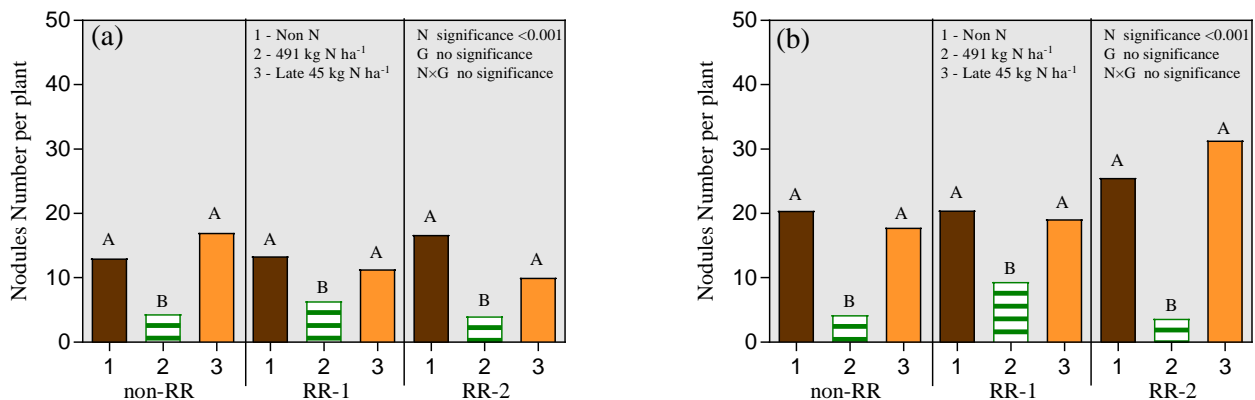 Nodules Number per plant
50
40
30
20
10
0
(a)
1 - Non N
2 - 491 kg N ha⁻¹
3 - Late 45 kg N ha⁻¹
N significance <0.001
G no significance
N×G no significance
A B A A B A A B A
1 2 3 1 2 3 1 2 3
non-RR RR-1 RR-2
Nodules Number per plant
50
40
30
20
10
0
(b)
1 - Non N
2 - 491 kg N ha⁻¹
3 - Late 45 kg N ha⁻¹
N significance <0.001
G no significance
N×G no significance
A B A A B A A B A
1 2 3 1 2 3 1 2 3
non-RR RR-1 RR-2